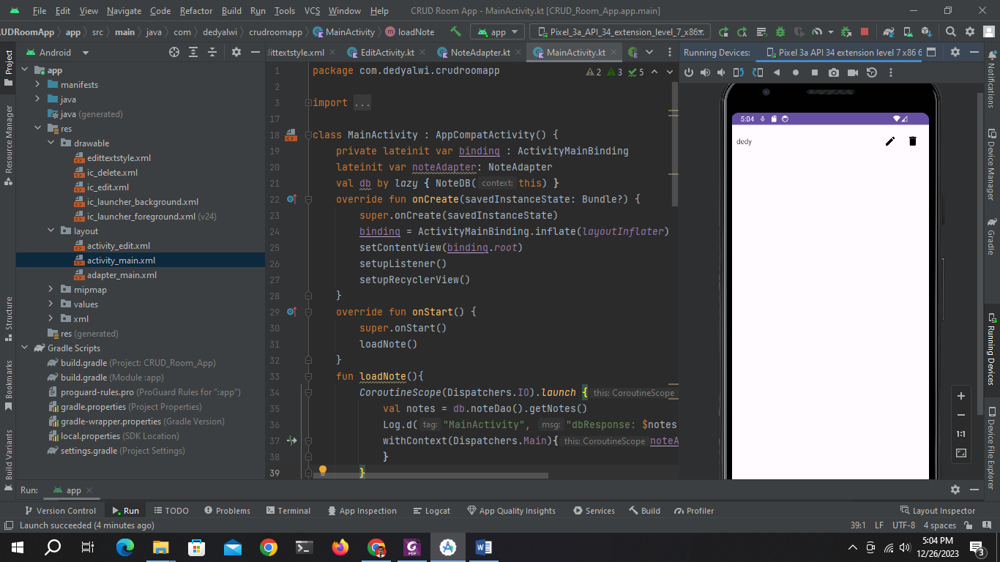 File Edit View Navigate Code Refactor Build Run Tools VCS Window Help CRUD Room App - MainActivity.kt [CRUD_Room_App.app.main]
UDRoomApp app src main java com dedyalwi crudroomapp MainActivity loadNote app Pixel_3a_API_34_extension_level_7_x86
Project
Resource Manager
Structure
Bookmarks
Build Variants
Android
app
manifests
java
java (generated)
res
drawable
edittextstyle.xml
ic_delete.xml
ic_edit.xml
ic_launcher_background.xml
ic_launcher_foreground.xml (v24)
layout
activity_edit.xml
activity_main.xml
adapter_main.xml
mipmap
values
xml
res (generated)
Gradle Scripts
build.gradle (Project: CRUD_Room_App)
build.gradle (Module :app)
proguard-rules.pro (ProGuard Rules for ":app")
gradle.properties (Project Properties)
gradle-wrapper.properties (Gradle Version)
local.properties (SDK Location)
settings.gradle (Project Settings)
dittextstyle.xml EditActivity.kt NoteAdapter.kt MainActivity.kt
2 3 5
1 package com.dedyalwi.crudroomapp
2
3 import ...
17
18 class MainActivity : AppCompatActivity() {
19 private lateinit var binding : ActivityMainBinding
20 lateinit var noteAdapter: NoteAdapter
21 val db by lazy { NoteDB( context: this) }
22 override fun onCreate(savedInstanceState: Bundle?) {
23 super.onCreate(savedInstanceState)
24 binding = ActivityMainBinding.inflate(layoutInflater)
25 setContentView(binding.root)
26 setupListener()
27 setupRecyclerView()
28 }
29 override fun onStart() {
30 super.onStart()
31 loadNote()
32 }
33 fun loadNote(){
34 CoroutineScope(Dispatchers.IO).launch { this: CoroutineScope
35 val notes = db.noteDao().getNotes()
36 Log.d( tag: "MainActivity", msg: "dbResponse: $notes
37 withContext(Dispatchers.Main){ this: CoroutineScope noteA
38 }
39 }
Running Devices: Pixel 3a API 34 extension level 7 x86 6
5:04
dedy
1:1
Notifications
Device Manager
Gradle
Running Devices
Device File Explorer
Run: app
Version Control Run TODO Problems Terminal App Inspection Logcat App Quality Insights Services Build Profiler Layout Inspector
Launch succeeded (4 minutes ago) 39:1 LF UTF-8 4 spaces
5:04 PM
12/26/2023
3